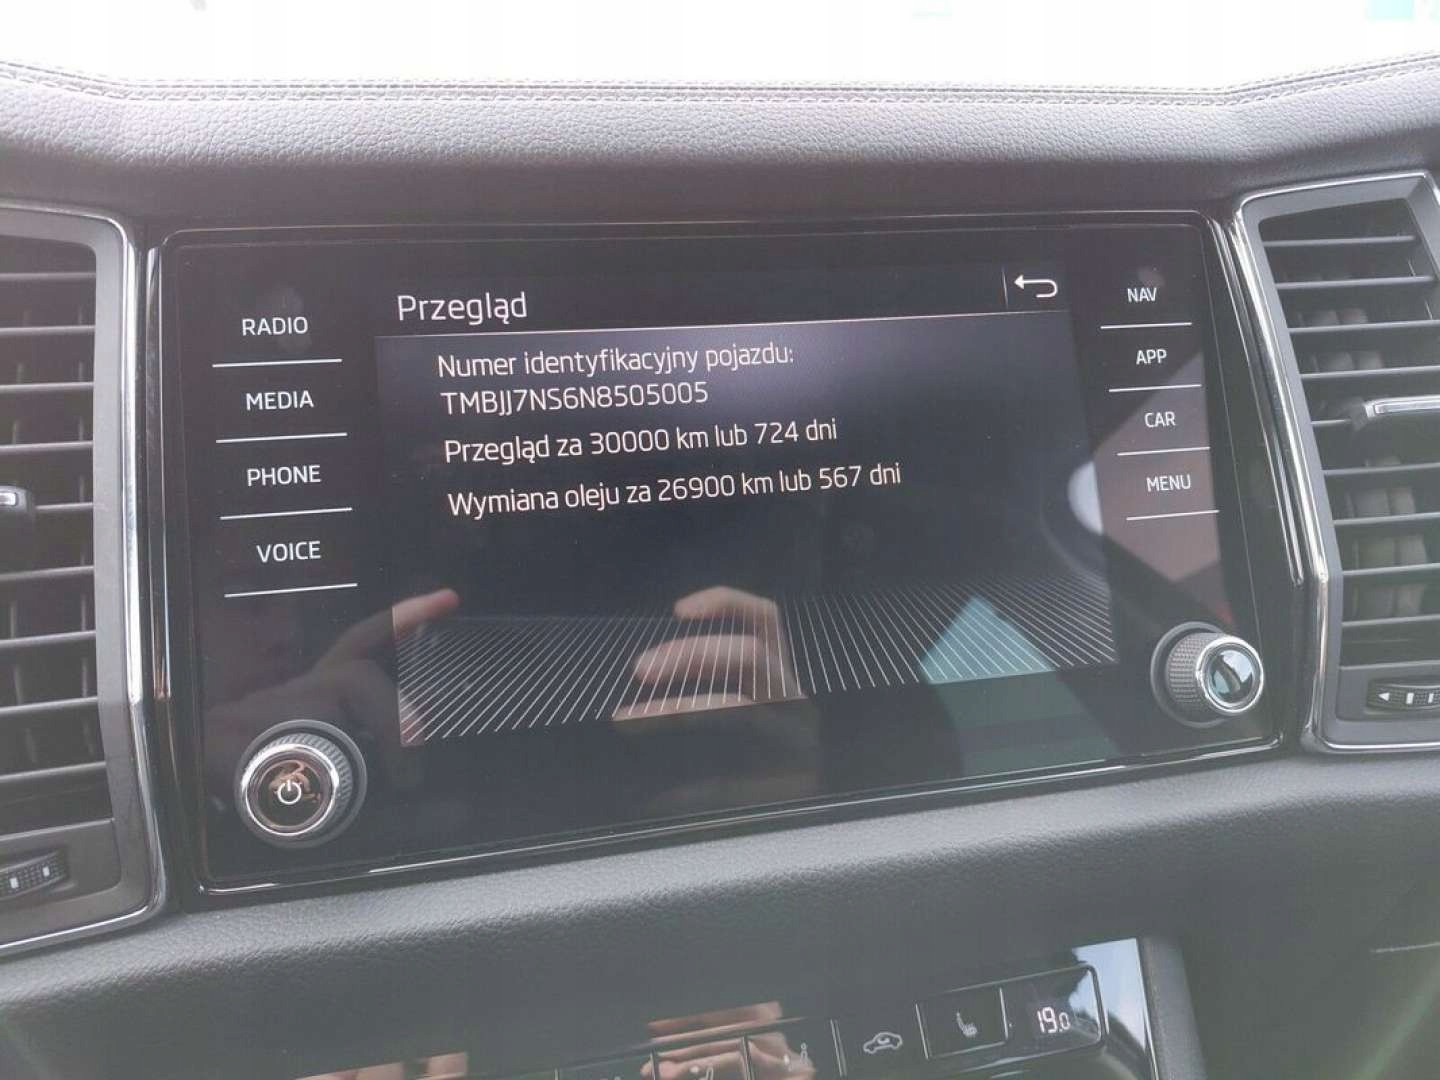 Przegląd
Numer identyfikacyjny pojazdu:
TMBJJ7NS6N8505005
Przegląd za 30000 km lub 724 dni
Wymiana oleju za 26900 km lub 567 dni
RADIO
MEDIA
PHONE
VOICE
NAV
APP
CAR
MENU
19.0